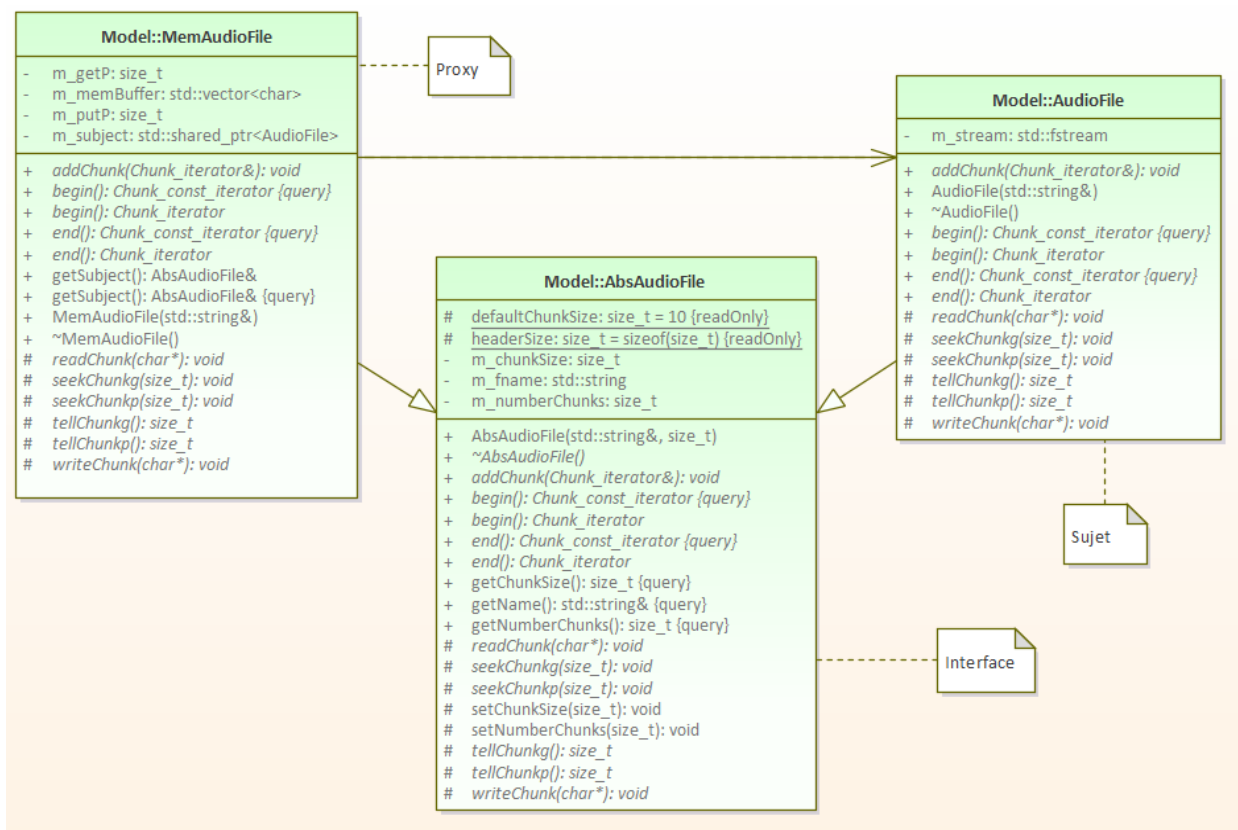 Model::MemAudioFile
- m_getP: size_t
- m_memBuffer: std::vector<char>
- m_putP: size_t
- m_subject: std::shared_ptr<AudioFile>
+ addChunk(Chunk_iterator&): void
+ begin(): Chunk_const_iterator {query}
+ begin(): Chunk_iterator
+ end(): Chunk_const_iterator {query}
+ end(): Chunk_iterator
+ getSubject(): AbsAudioFile&
+ getSubject(): AbsAudioFile& {query}
+ MemAudioFile(std::string&)
+ ~MemAudioFile()
# readChunk(char*): void
# seekChunkg(size_t): void
# seekChunkp(size_t): void
# tellChunkg(): size_t
# tellChunkp(): size_t
# writeChunk(char*): void
Proxy
Model::AudioFile
- m_stream: std::fstream
+ addChunk(Chunk_iterator&): void
+ AudioFile(std::string&)
+ ~AudioFile()
+ begin(): Chunk_const_iterator {query}
+ begin(): Chunk_iterator
+ end(): Chunk_const_iterator {query}
+ end(): Chunk_iterator
# readChunk(char*): void
# seekChunkg(size_t): void
# seekChunkp(size_t): void
# tellChunkg(): size_t
# tellChunkp(): size_t
# writeChunk(char*): void
Model::AbsAudioFile
# defaultChunkSize: size_t = 10 {readOnly}
# headerSize: size_t = sizeof(size_t) {readOnly}
- m_chunkSize: size_t
- m_fname: std::string
- m_numberChunks: size_t
+ AbsAudioFile(std::string&, size_t)
+ ~AbsAudioFile()
+ addChunk(Chunk_iterator&): void
+ begin(): Chunk_const_iterator {query}
+ begin(): Chunk_iterator
+ end(): Chunk_const_iterator {query}
+ end(): Chunk_iterator
+ getChunkSize(): size_t {query}
+ getName(): std::string& {query}
+ getNumberChunks(): size_t {query}
# readChunk(char*): void
# seekChunkg(size_t): void
# seekChunkp(size_t): void
# setChunkSize(size_t): void
# setNumberChunks(size_t): void
# tellChunkg(): size_t
# tellChunkp(): size_t
# writeChunk(char*): void
Sujet
Interface